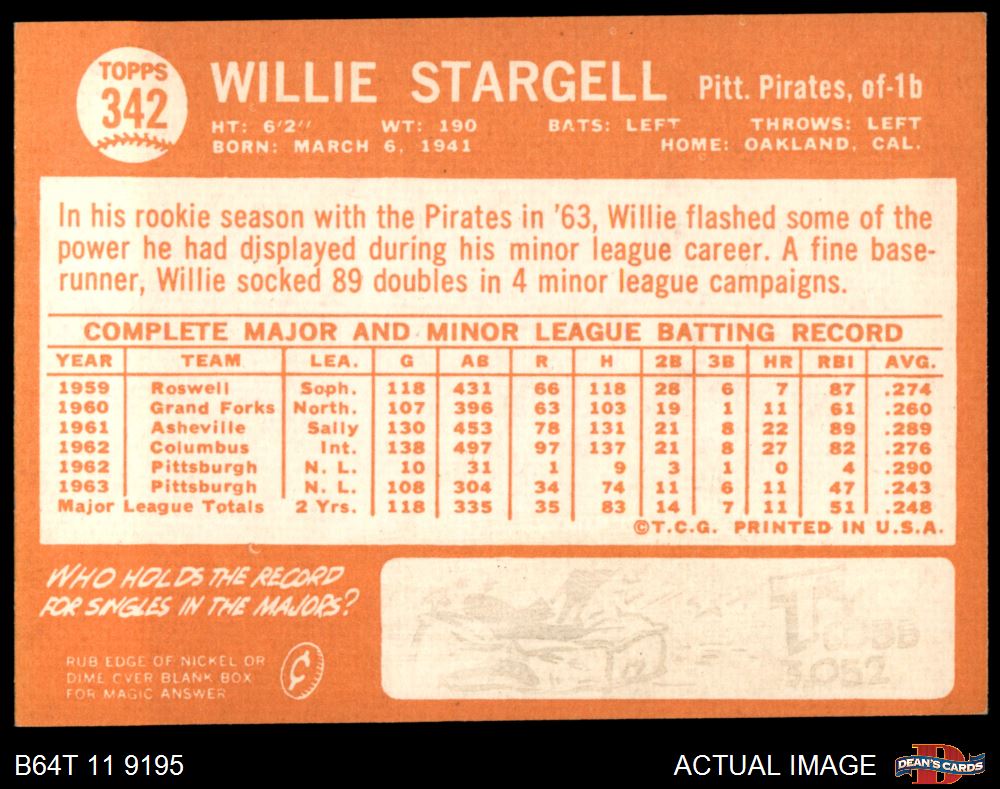 TOPPS
342
WILLIE STARGELL Pitt. Pirates, of-1b
HT: 6'2" WT: 190 BATS: LEFT THROWS: LEFT
BORN: MARCH 6, 1941 HOME: OAKLAND, CAL.
In his rookie season with the Pirates in '63, Willie flashed some of the
power he had displayed during his minor league career. A fine base-
runner, Willie socked 89 doubles in 4 minor league campaigns.
COMPLETE MAJOR AND MINOR LEAGUE BATTING RECORD
YEAR TEAM LEA. G AB R H 2B 3B HR RBI AVG.
1959 Roswell Soph. 118 431 66 118 28 6 7 87 .274
1960 Grand Forks North. 107 396 63 103 19 1 11 61 .260
1961 Asheville Sally 130 453 78 131 21 8 22 89 .289
1962 Columbus Int. 138 497 97 137 21 8 27 82 .276
1962 Pittsburgh N. L. 10 31 1 9 3 1 0 4 .290
1963 Pittsburgh N. L. 108 304 34 74 11 6 11 47 .243
Major League Totals 2 Yrs. 118 335 35 83 14 7 11 51 .248
©T.C.G. PRINTED IN U.S.A.
WHO HOLDS THE RECORD
FOR SINGLES IN THE MAJORS?
RUB EDGE OF NICKEL OR
DIME OVER BLANK BOX
FOR MAGIC ANSWER
Ty
COBB
3,052
B64T 11 9195 ACTUAL IMAGE
D
DEAN'S CARDS